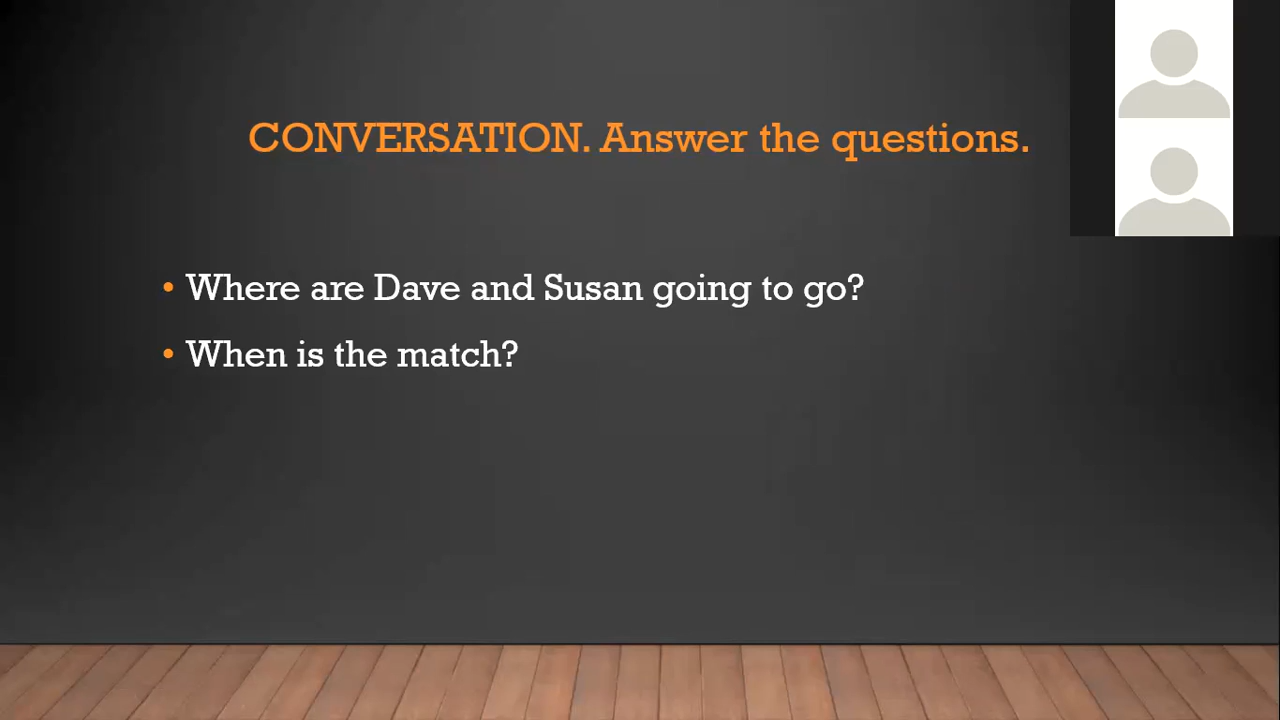 CONVERSATION. Answer the questions.
• Where are Dave and Susan going to go?
• When is the match?